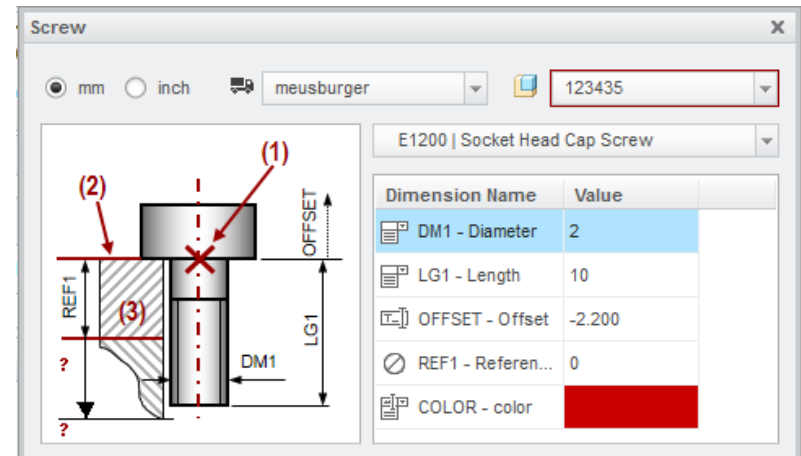 Screw
mm inch meusburger 123435
E1200 | Socket Head Cap Screw
(1)
(2)
(3)
OFFSET
REF1
LG1
DM1
?
?
Dimension Name Value
DM1 - Diameter 2
LG1 - Length 10
OFFSET - Offset -2.200
REF1 - Referen... 0
COLOR - color